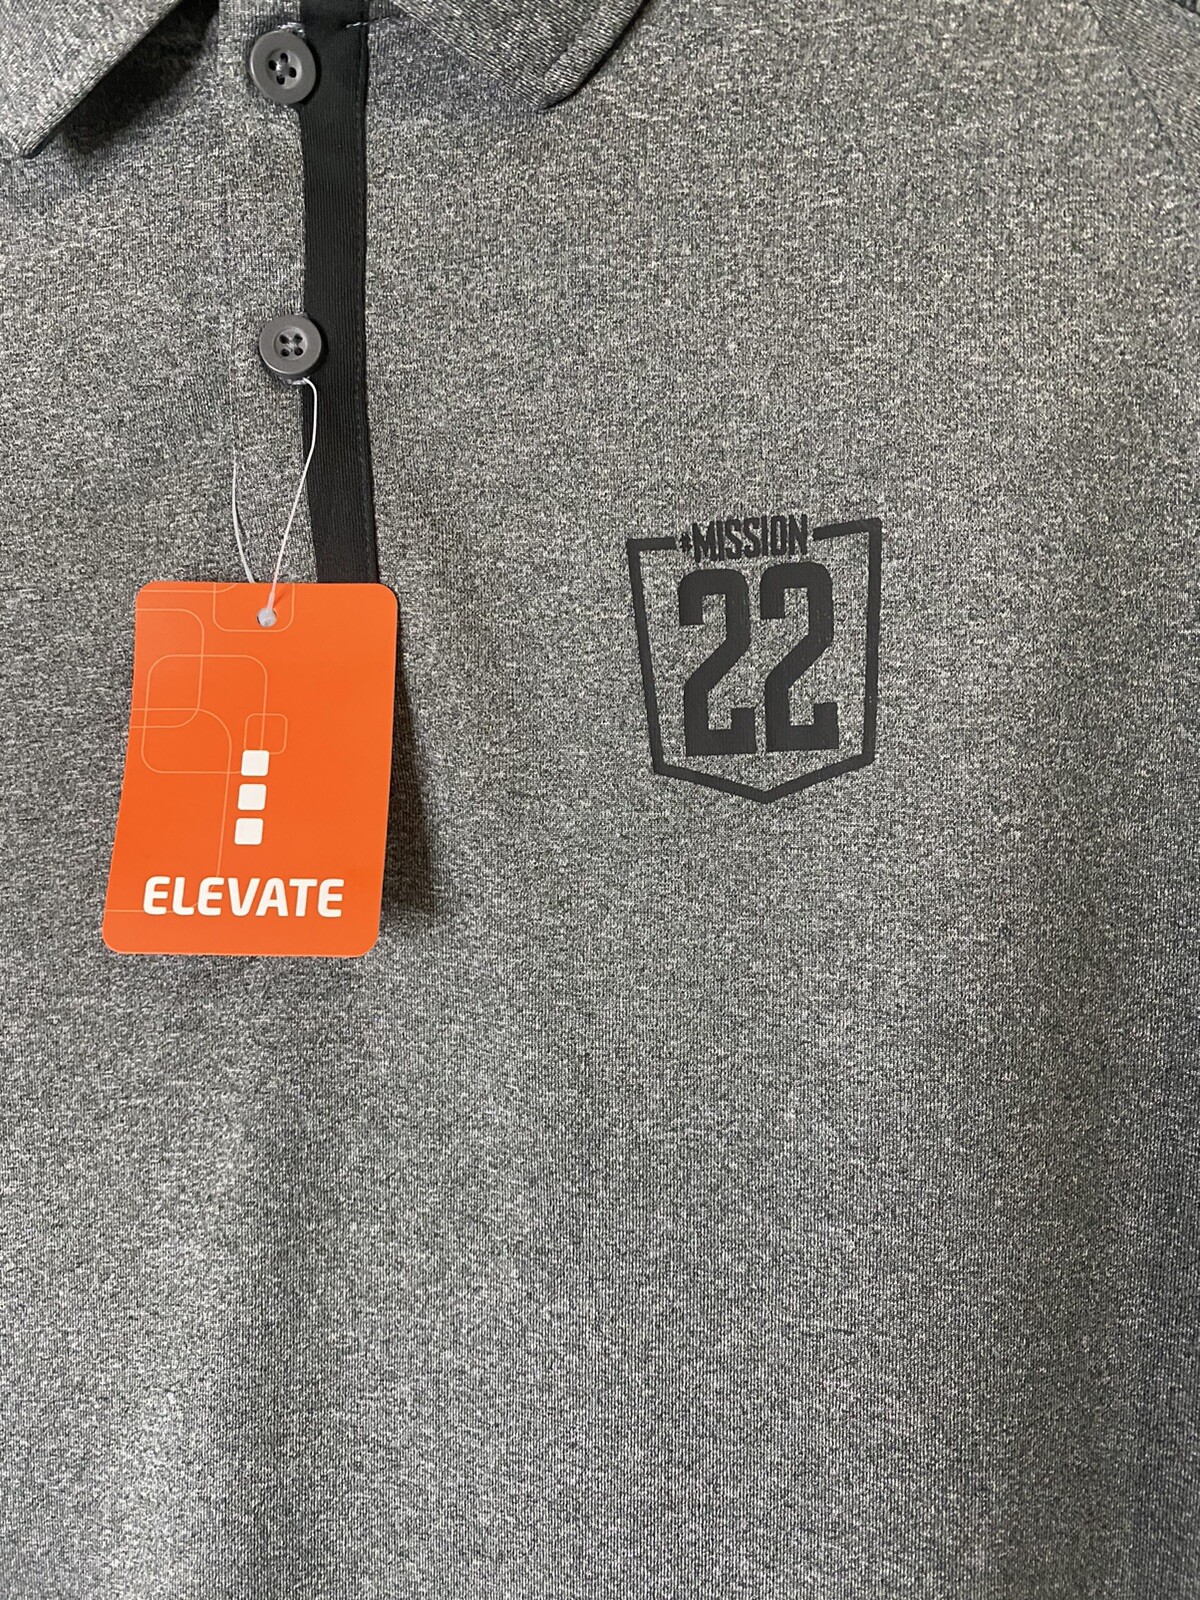 #MISSION
22
ELEVATE